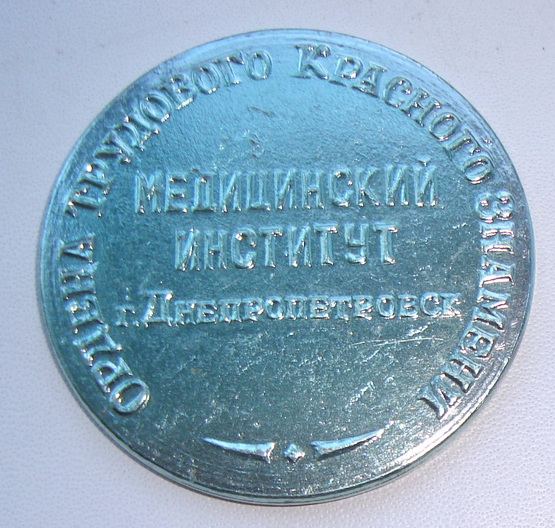 ОРДЕНА ТРУДОВОГО КРАСНОГО ЗНАМЕНИ
МЕДИЦИНСКИЙ
ИНСТИТУТ
г. ДНЕПРОПЕТРОВСК